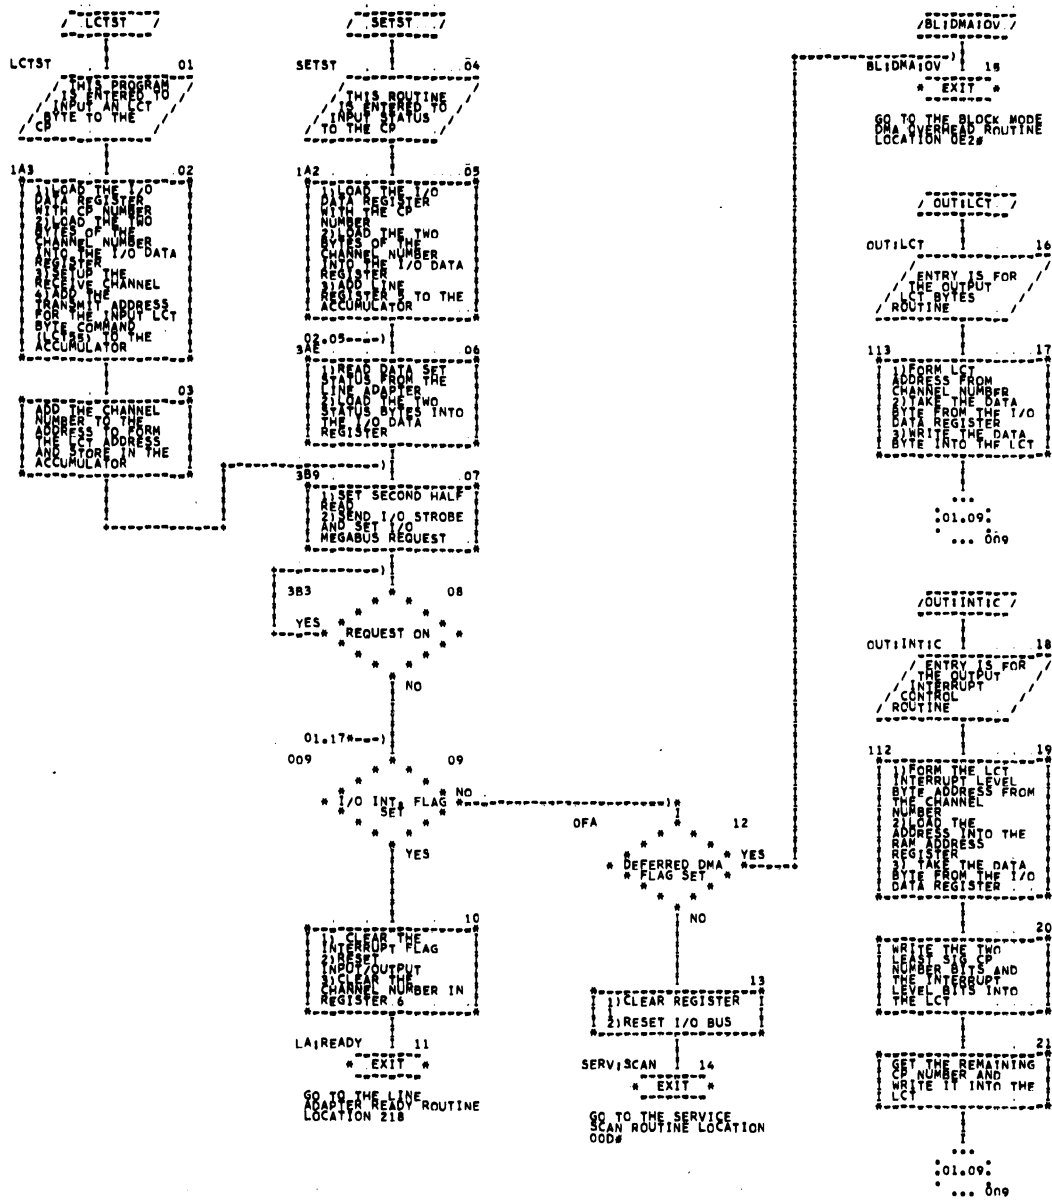 LCTST
LCTST 01
THIS PROGRAM
IS ENTERED TO
INPUT AN LCT
BYTE TO THE
CP
1A3 02
1)LOAD THE I/O
DATA REGISTER
WITH CP NUMBER
2)LOAD THE TWO
BYTES OF THE
CHANNEL NUMBER
INTO THE I/O DATA
REGISTER
3)SETUP THE
RECEIVE CHANNEL
4)ADD THE
TRANSMIT ADDRESS
FOR THE INPUT LCT
BYTE COMMAND
(LCT55) TO THE
ACCUMULATOR
03
ADD THE CHANNEL
NUMBER TO THE
ADDRESS TO FORM
THE LCT ADDRESS
AND STORE IN THE
ACCUMULATOR
SETST
SETST 04
THIS ROUTINE
IS ENTERED TO
INPUT STATUS
TO THE CP
1A2 05
1)LOAD THE I/O
DATA REGISTER
WITH THE CP
NUMBER
2)LOAD THE TWO
BYTES OF THE
CHANNEL NUMBER
INTO THE I/O DATA
REGISTER
3)ADD LINE
REGISTER 5 TO THE
ACCUMULATOR
02.05----)
3AE 06
1)READ DATA SET
STATUS FROM THE
LINE ADAPTER
2)LOAD THE TWO
STATUS BYTES INTO
THE I/O DATA
REGISTER
3B9 07
1)SET SECOND HALF
READ
2)SEND I/O STROBE
AND SET I/O
MEGABUS REQUEST
3B3 08
YES
REQUEST ON
NO
01.17*---)
009 09
I/O INT. FLAG
SET
NO
YES
10
1) CLEAR THE
INTERRUPT FLAG
2)RESET
INPUT/OUTPUT
3)CLEAR THE
CHANNEL NUMBER IN
REGISTER 6
LA:READY 11
* EXIT *
GO TO THE LINE
ADAPTER READY ROUTINE
LOCATION 218
0FA 12
DEFERRED DMA
FLAG SET
YES
NO
13
1)CLEAR REGISTER
2)RESET I/O BUS
SERV:SCAN 14
* EXIT *
GO TO THE SERVICE
SCAN ROUTINE LOCATION
00D#
BL:DMA:OV
BL:DMA:OV 15
* EXIT *
GO TO THE BLOCK MODE
DMA OVERHEAD ROUTINE
LOCATION 0E2#
OUT:LCT
OUT:LCT 16
ENTRY IS FOR
THE OUTPUT
LCT BYTES
ROUTINE
113 17
1)FORM LCT
ADDRESS FROM
CHANNEL NUMBER
2)TAKE THE DATA
BYTE FROM THE I/O
DATA REGISTER
3)WRITE THE DATA
BYTE INTO THE LCT
01.09
009
OUT:INT:C
OUT:INT:C 18
ENTRY IS FOR
THE OUTPUT
INTERRUPT
CONTROL
ROUTINE
112 19
1)FORM THE LCT
INTERRUPT LEVEL
BYTE ADDRESS FROM
THE CHANNEL
NUMBER
2)LOAD THE
ADDRESS INTO THE
RAM ADDRESS
REGISTER
3) TAKE THE DATA
BYTE FROM THE I/O
DATA REGISTER
20
WRITE THE TWO
LEAST SIG CP
NUMBER BITS AND
THE INTERRUPT
LEVEL BITS INTO
THE LCT
21
GET THE REMAINING
CP NUMBER AND
WRITE IT INTO THE
LCT
01.09
009